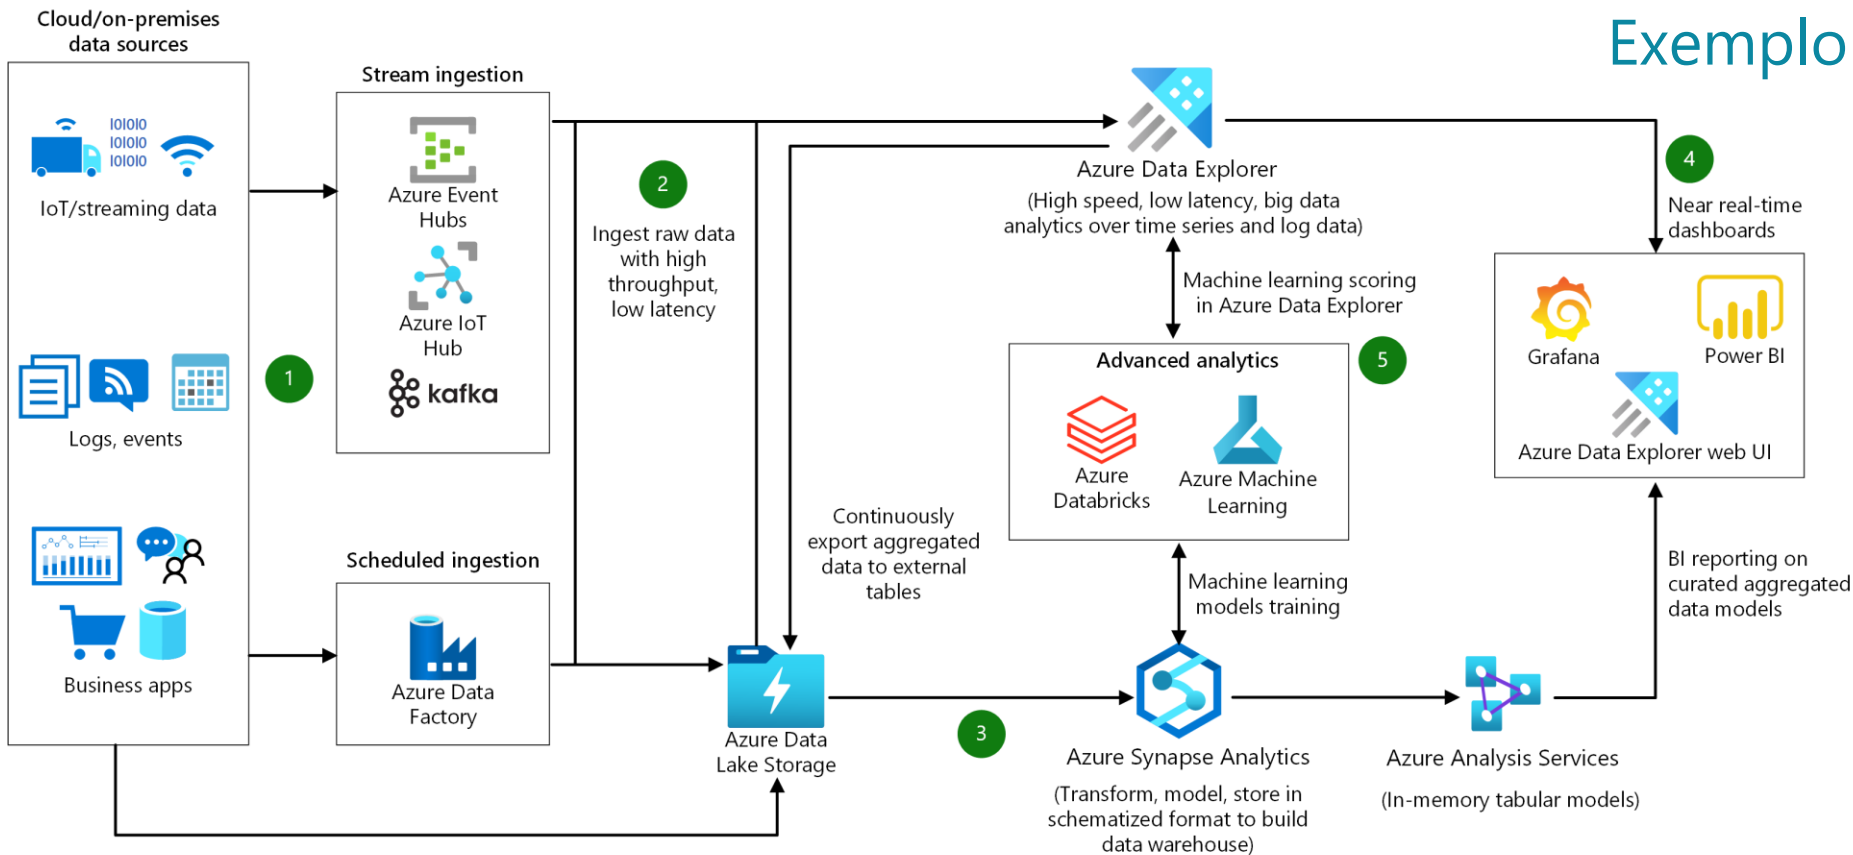 Exemplo
Cloud/on-premises
data sources
IOIOIO
IOIOIO
IOIOIO
IoT/streaming data
Logs, events
Business apps
1
Stream ingestion
Azure Event
Hubs
Azure IoT
Hub
kafka
Scheduled ingestion
Azure Data
Factory
2
Ingest raw data
with high
throughput,
low latency
Continuously
export aggregated
data to external
tables
Azure Data
Lake Storage
3
Azure Data Explorer
(High speed, low latency, big data
analytics over time series and log data)
Machine learning scoring
in Azure Data Explorer
Advanced analytics
5
Azure
Databricks
Azure Machine
Learning
Machine learning
models training
Azure Synapse Analytics
(Transform, model, store in
schematized format to build
data warehouse)
Azure Analysis Services
(In-memory tabular models)
4
Near real-time
dashboards
Grafana
Power BI
Azure Data Explorer web UI
BI reporting on
curated aggregated
data models